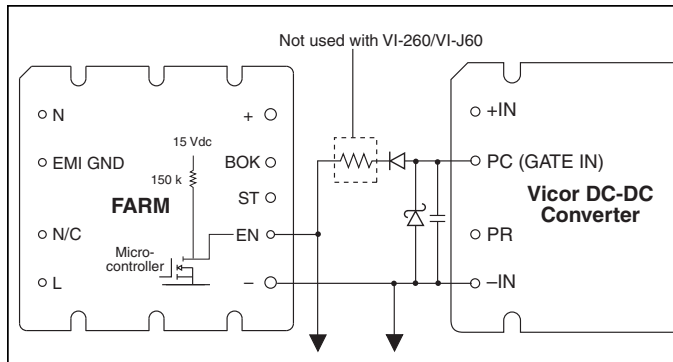 Not used with VI-260/VI-J60
N
EMI GND
N/C
L
15 Vdc
150 k
FARM
Micro-
controller
+
BOK
ST
EN
–
+IN
PC (GATE IN)
Vicor DC-DC
Converter
PR
–IN